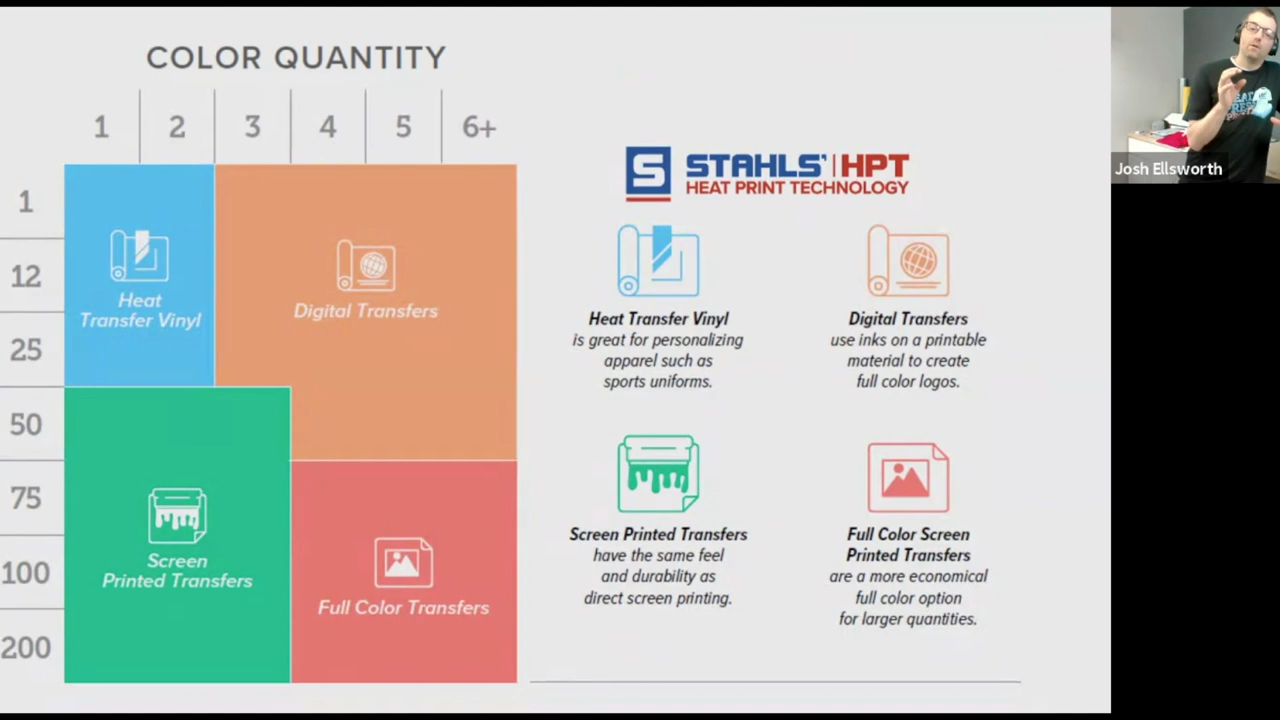 COLOR QUANTITY
1 2 3 4 5 6+
1
12
25
50
75
100
200
Heat
Transfer Vinyl
Digital Transfers
Screen
Printed Transfers
Full Color Transfers
S STAHLS' | HPT
HEAT PRINT TECHNOLOGY
Heat Transfer Vinyl
is great for personalizing
apparel such as
sports uniforms.
Digital Transfers
use inks on a printable
material to create
full color logos.
Screen Printed Transfers
have the same feel
and durability as
direct screen printing.
Full Color Screen
Printed Transfers
are a more economical
full color option
for larger quantities.
Josh Ellsworth